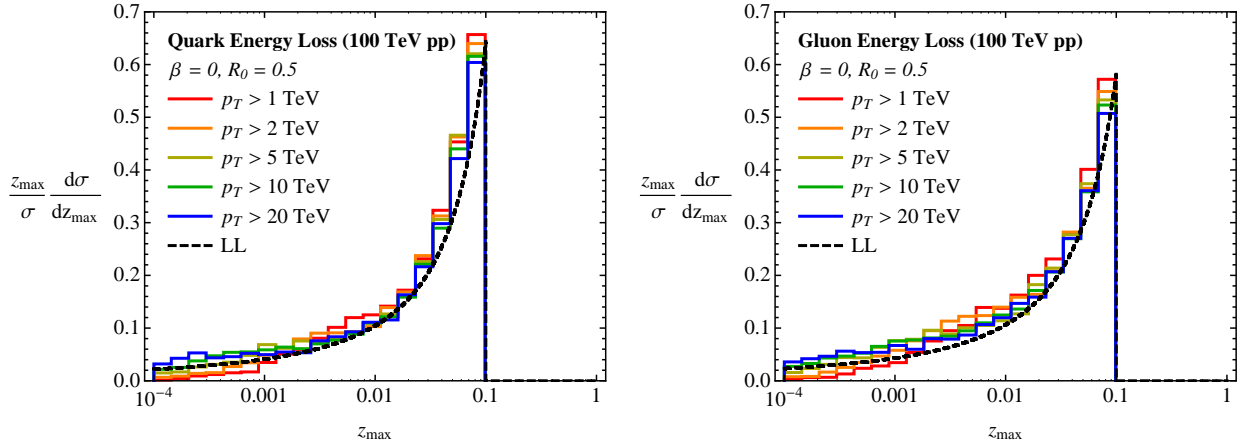 0.7
0.6
0.5
0.4
0.3
0.2
0.1
0.0
10⁻⁴
0.001
0.01
0.1
1
z_max
z_max/σ dσ/dz_max
Quark Energy Loss (100 TeV pp)
β = 0, R₀ = 0.5
p_T > 1 TeV
p_T > 2 TeV
p_T > 5 TeV
p_T > 10 TeV
p_T > 20 TeV
LL
0.7
0.6
0.5
0.4
0.3
0.2
0.1
0.0
10⁻⁴
0.001
0.01
0.1
1
z_max
z_max/σ dσ/dz_max
Gluon Energy Loss (100 TeV pp)
β = 0, R₀ = 0.5
p_T > 1 TeV
p_T > 2 TeV
p_T > 5 TeV
p_T > 10 TeV
p_T > 20 TeV
LL